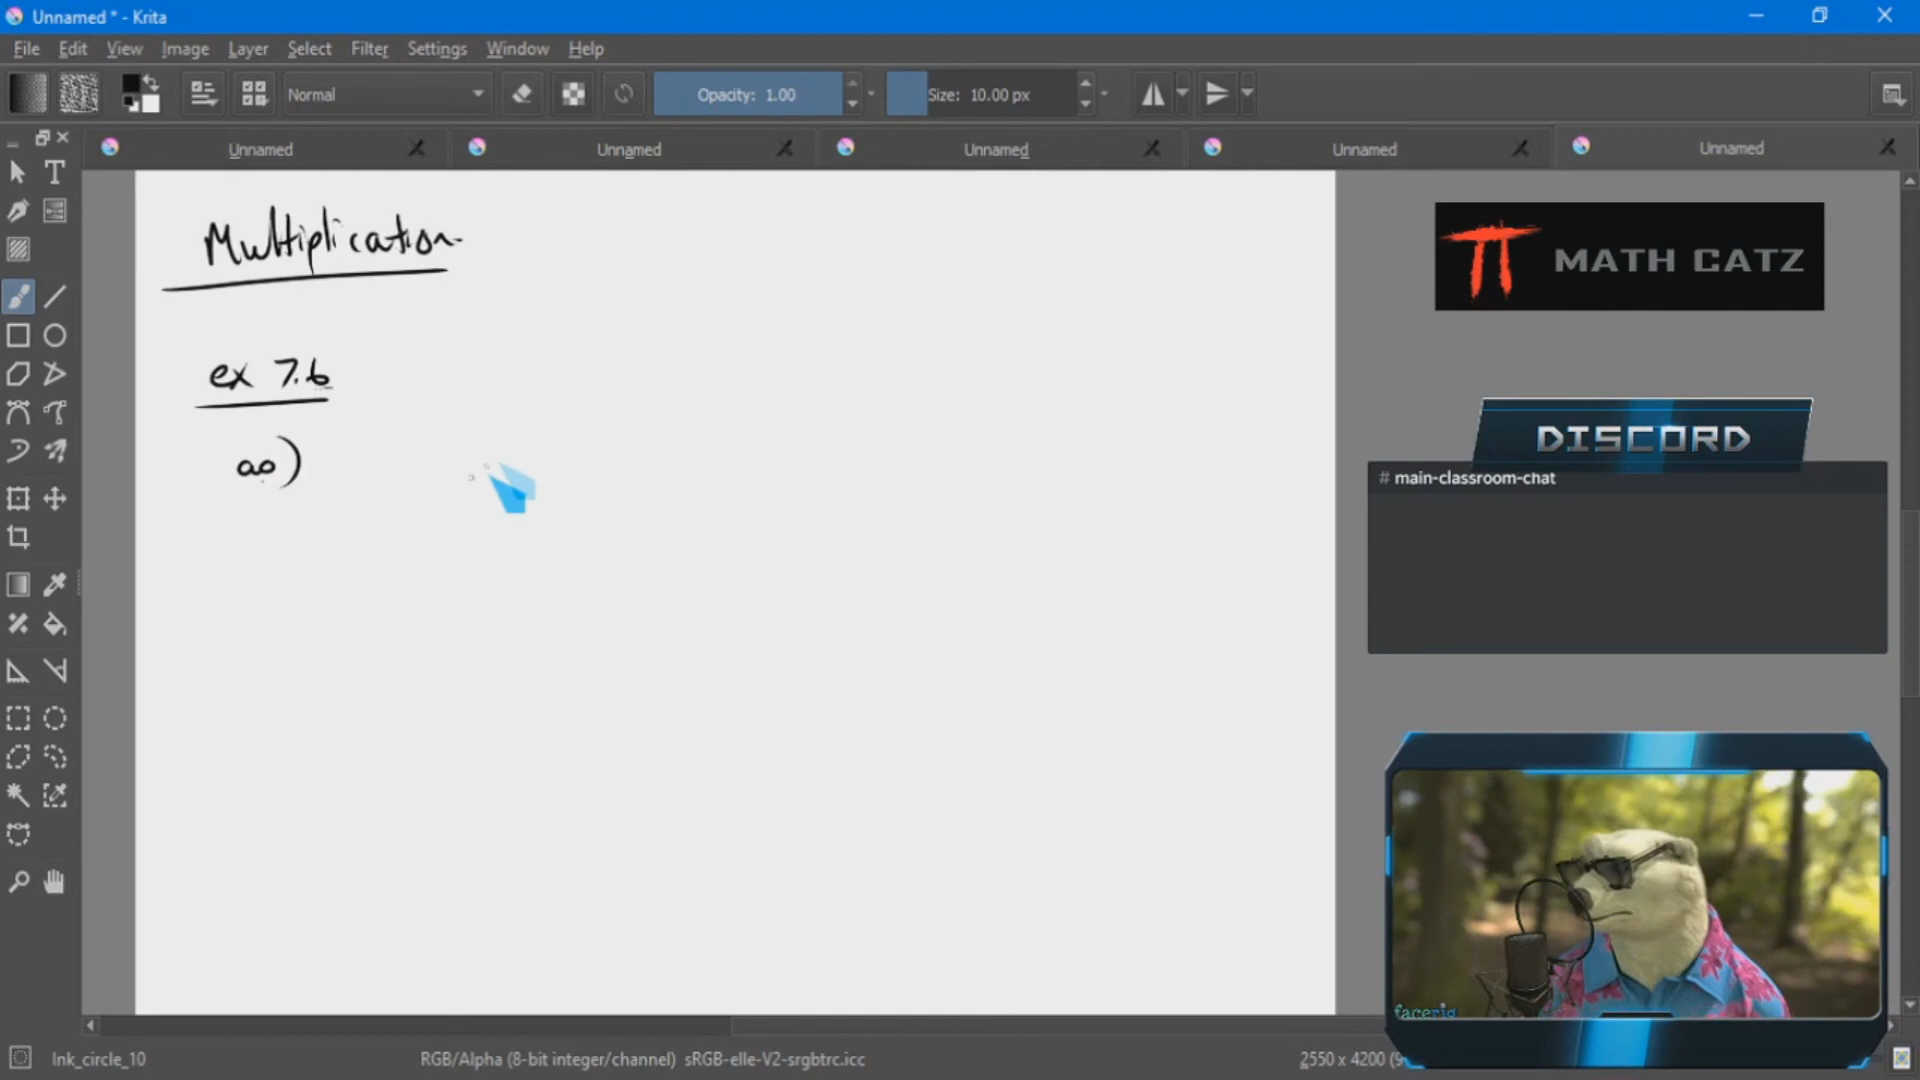 Unnamed * - Krita
File Edit View Image Layer Select Filter Settings Window Help
Normal Opacity: 1.00 Size: 10.00 px
Unnamed Unnamed Unnamed Unnamed Unnamed
Multiplication
ex 7.6
a)
π MATH CATZ
DISCORD
# main-classroom-chat
facerig
Ink_circle_10 RGB/Alpha (8-bit integer/channel) sRGB-elle-V2-srgbtrc.icc 2550 x 4200 (9